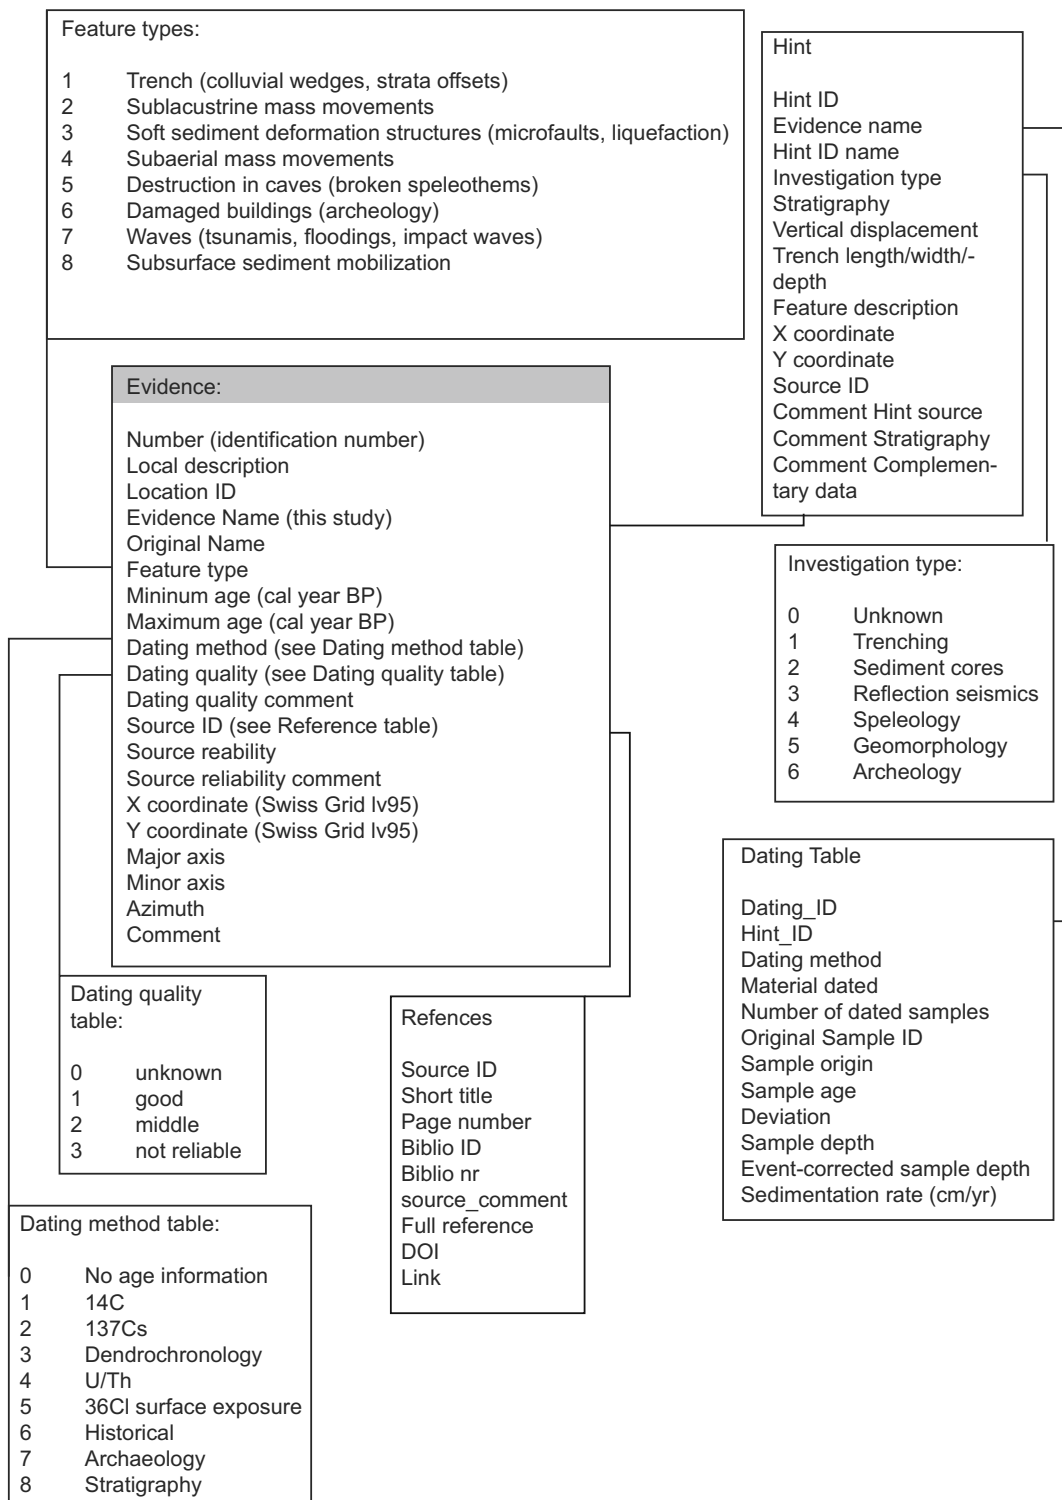 Feature types:
1 Trench (colluvial wedges, strata offsets)
2 Sublacustrine mass movements
3 Soft sediment deformation structures (microfaults, liquefaction)
4 Subaerial mass movements
5 Destruction in caves (broken speleothems)
6 Damaged buildings (archeology)
7 Waves (tsunamis, floodings, impact waves)
8 Subsurface sediment mobilization
Hint
Hint ID
Evidence name
Hint ID name
Investigation type
Stratigraphy
Vertical displacement
Trench length/width/-
depth
Feature description
X coordinate
Y coordinate
Source ID
Comment Hint source
Comment Stratigraphy
Comment Complemen-
tary data
Evidence:
Number (identification number)
Local description
Location ID
Evidence Name (this study)
Original Name
Feature type
Mininum age (cal year BP)
Maximum age (cal year BP)
Dating method (see Dating method table)
Dating quality (see Dating quality table)
Dating quality comment
Source ID (see Reference table)
Source reability
Source reliability comment
X coordinate (Swiss Grid lv95)
Y coordinate (Swiss Grid lv95)
Major axis
Minor axis
Azimuth
Comment
Investigation type:
0 Unknown
1 Trenching
2 Sediment cores
3 Reflection seismics
4 Speleology
5 Geomorphology
6 Archeology
Dating Table
Dating_ID
Hint_ID
Dating method
Material dated
Number of dated samples
Original Sample ID
Sample origin
Sample age
Deviation
Sample depth
Event-corrected sample depth
Sedimentation rate (cm/yr)
Dating quality
table:
0 unknown
1 good
2 middle
3 not reliable
Refences
Source ID
Short title
Page number
Biblio ID
Biblio nr
source_comment
Full reference
DOI
Link
Dating method table:
0 No age information
1 14C
2 137Cs
3 Dendrochronology
4 U/Th
5 36Cl surface exposure
6 Historical
7 Archaeology
8 Stratigraphy